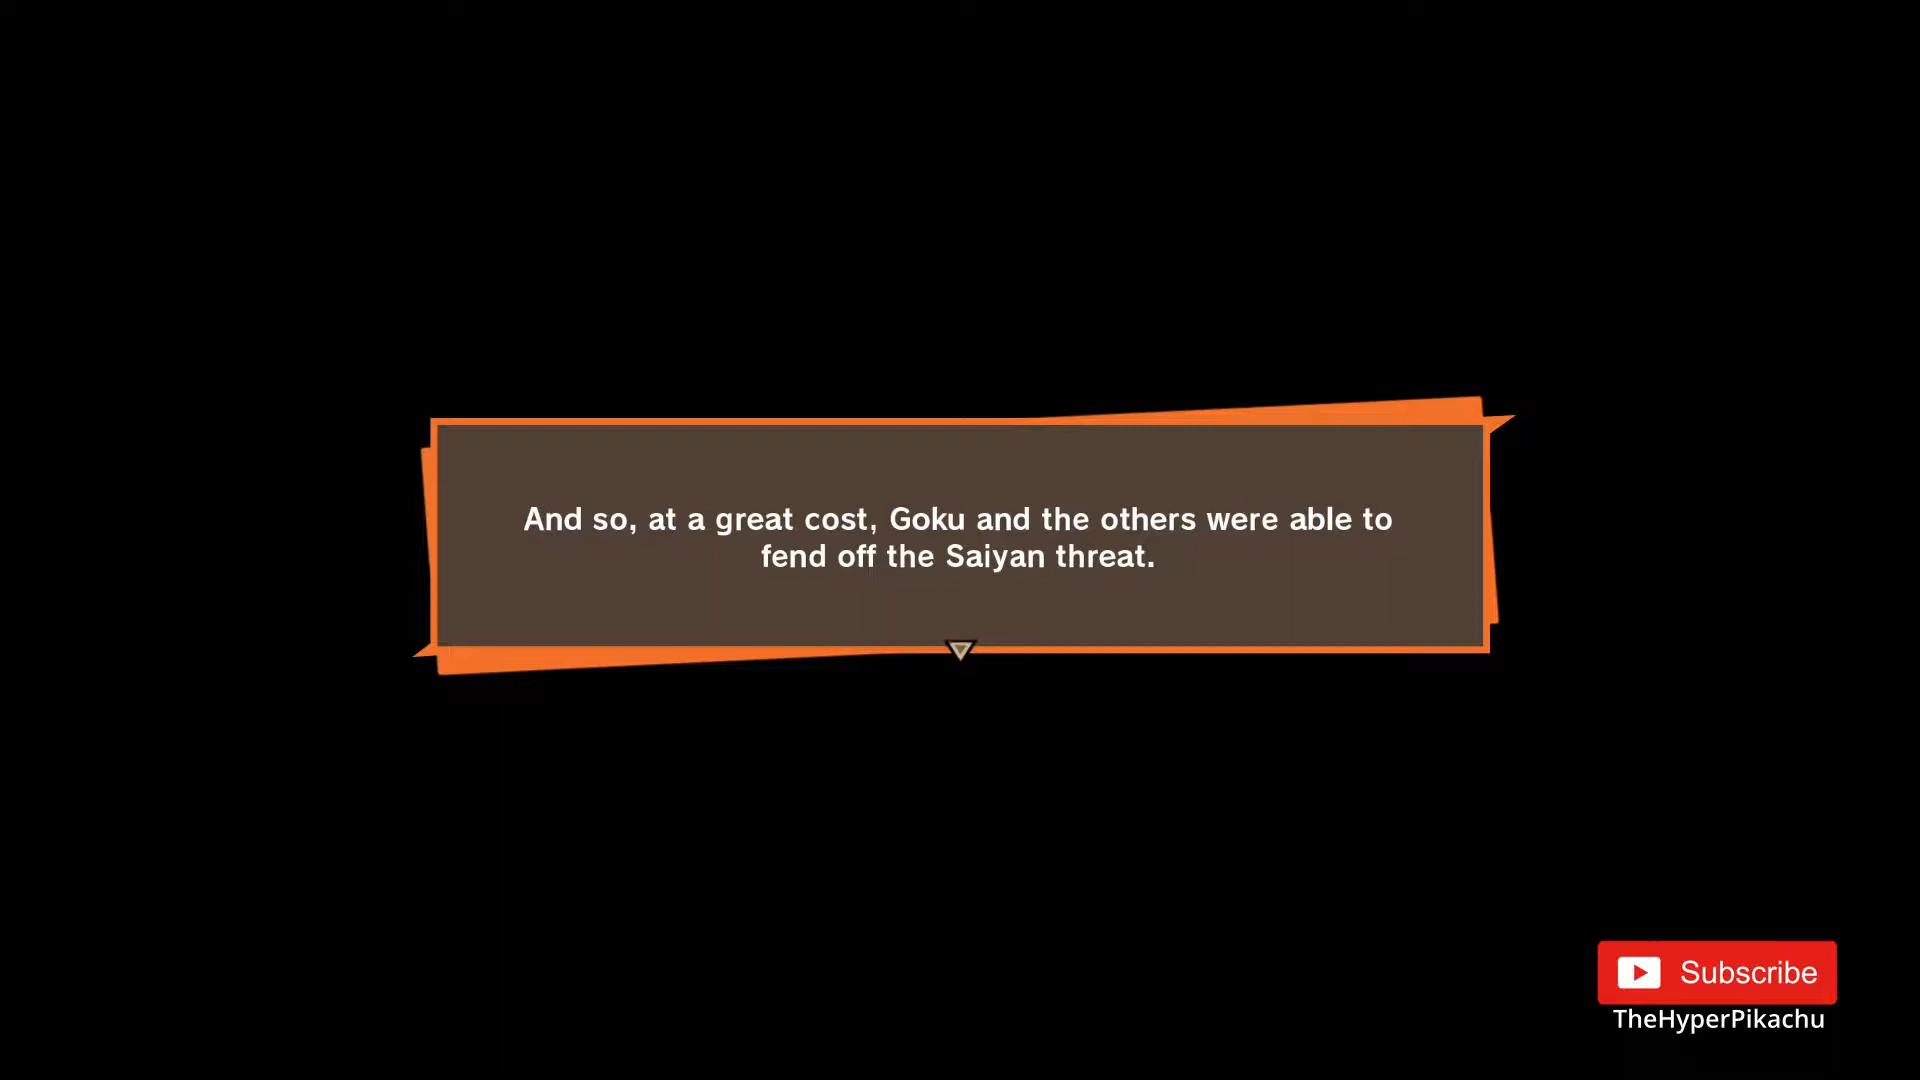 And so, at a great cost, Goku and the others were able to
fend off the Saiyan threat.
Subscribe
TheHyperPikachu